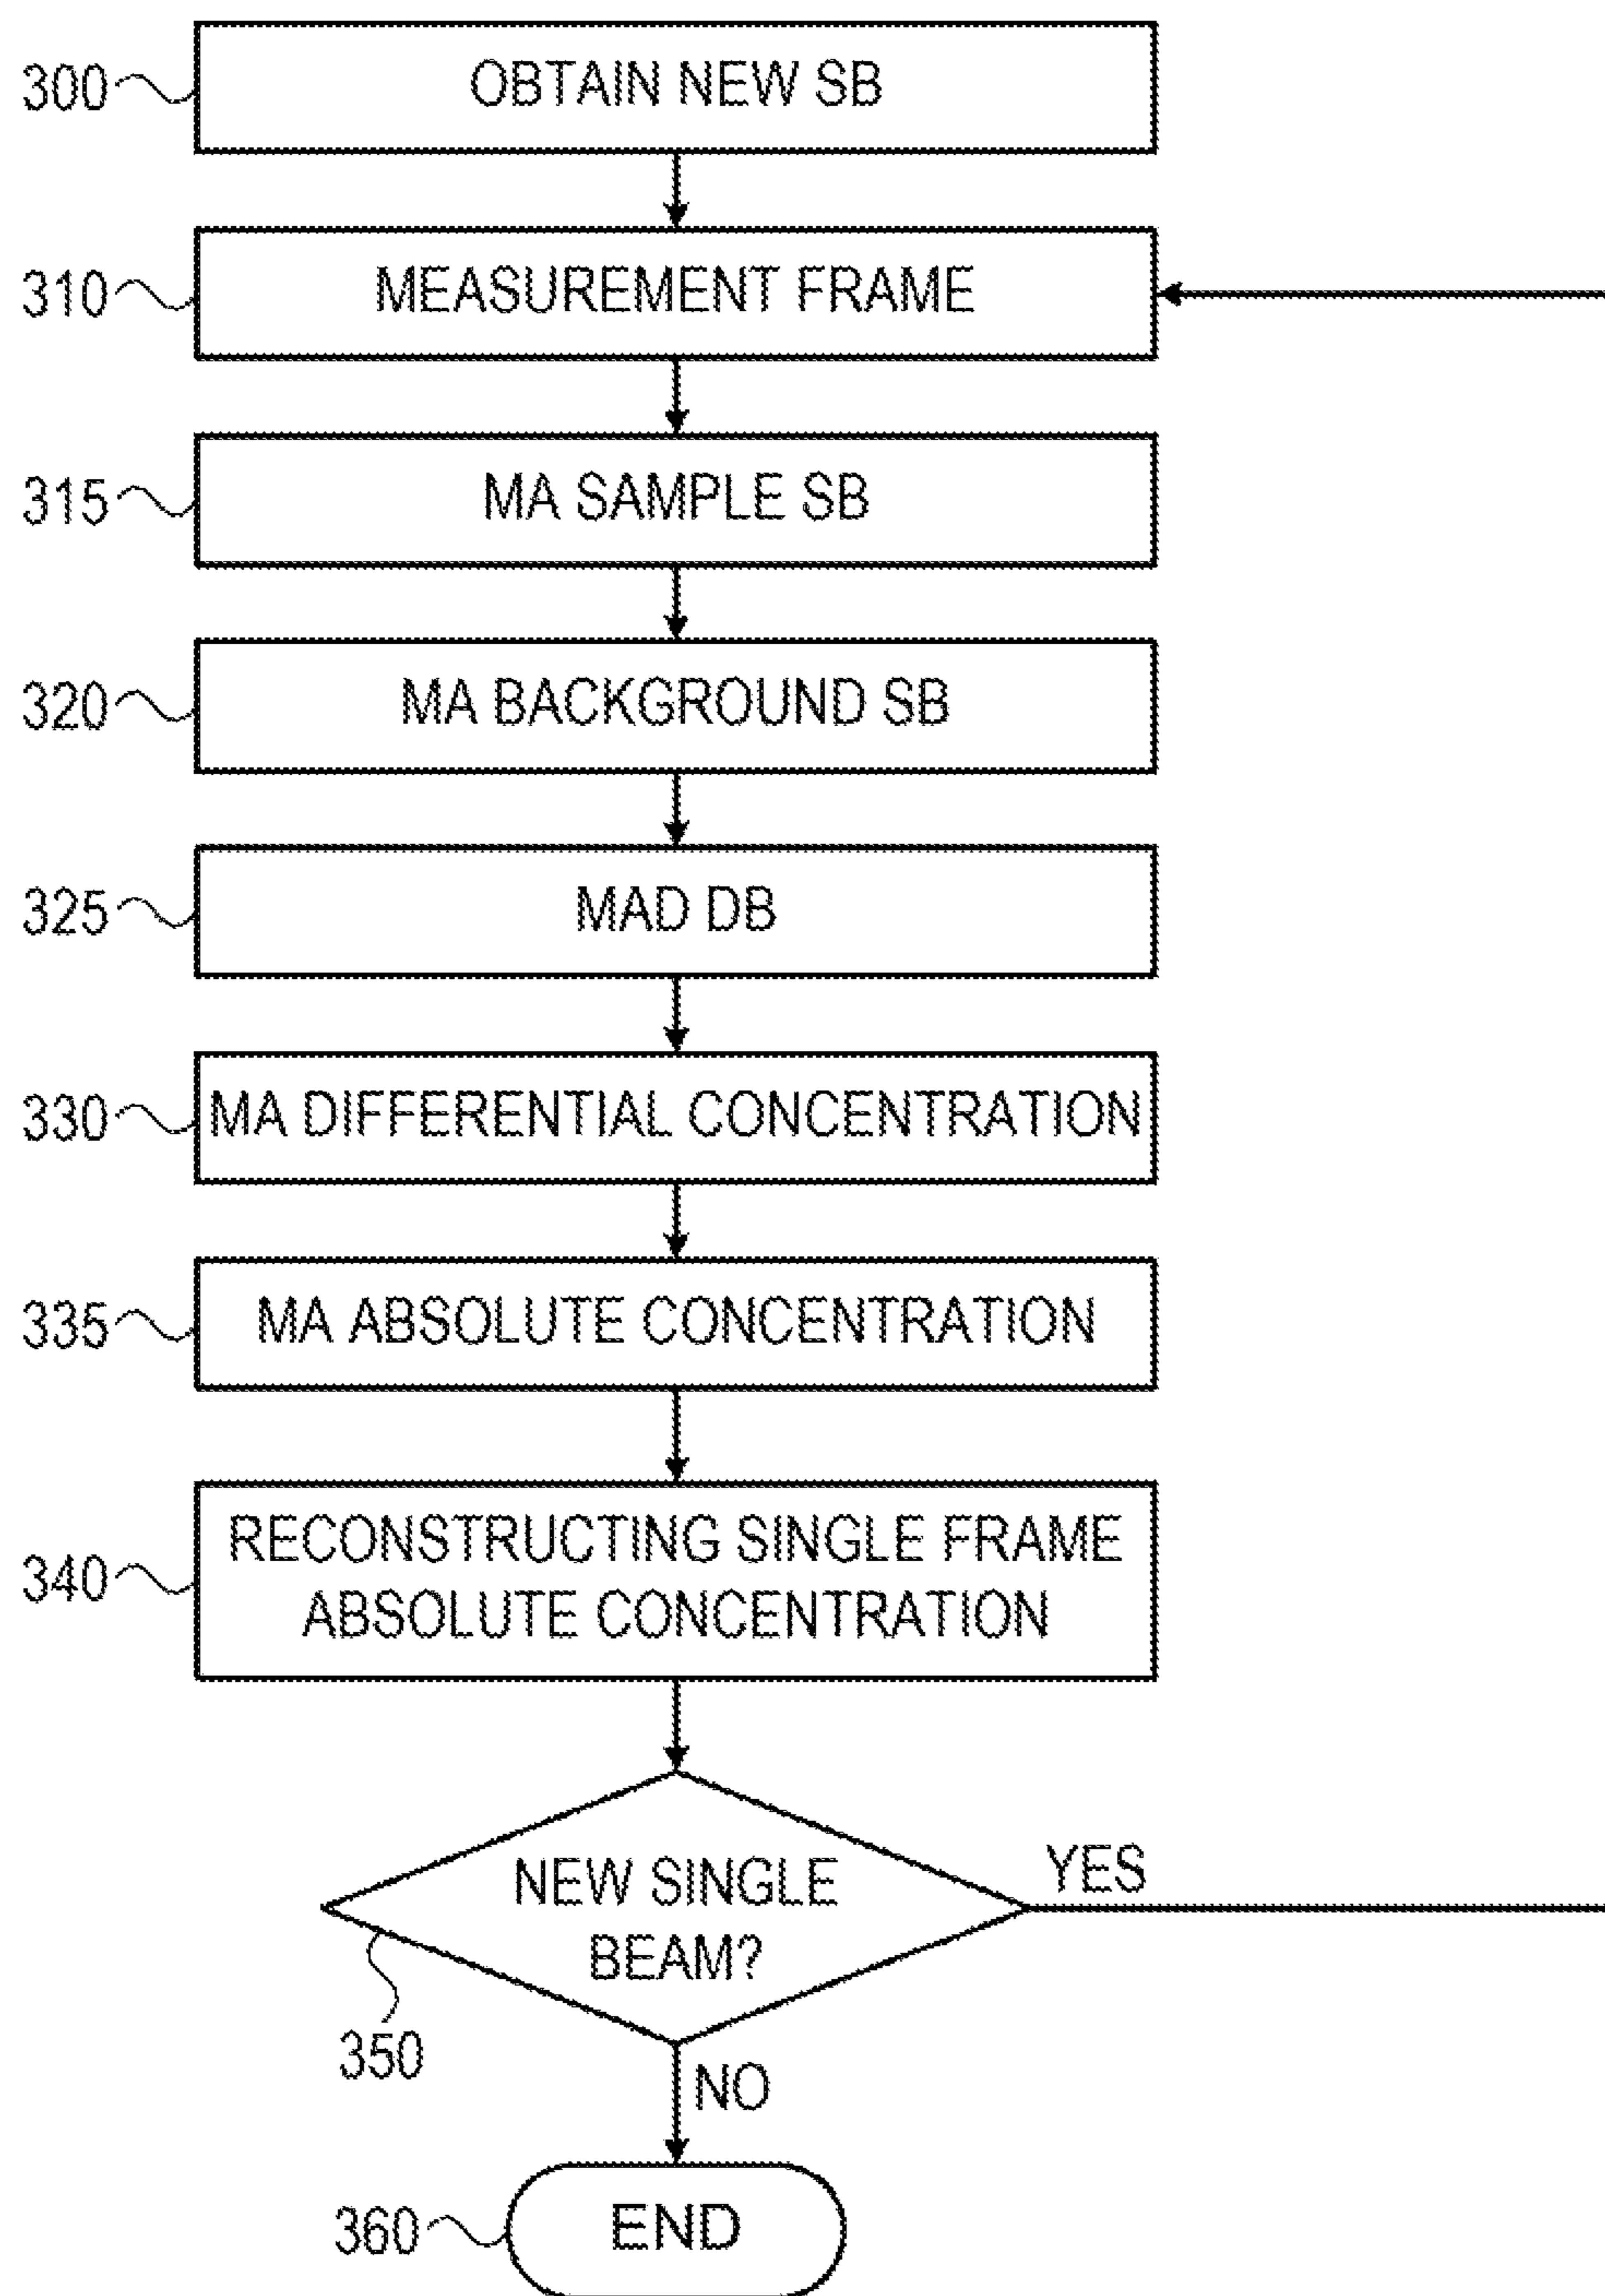 300
OBTAIN NEW SB
310
MEASUREMENT FRAME
315
MA SAMPLE SB
320
MA BACKGROUND SB
325
MAD DB
330
MA DIFFERENTIAL CONCENTRATION
335
MA ABSOLUTE CONCENTRATION
340
RECONSTRUCTING SINGLE FRAME
ABSOLUTE CONCENTRATION
NEW SINGLE
BEAM?
YES
350
NO
360
END